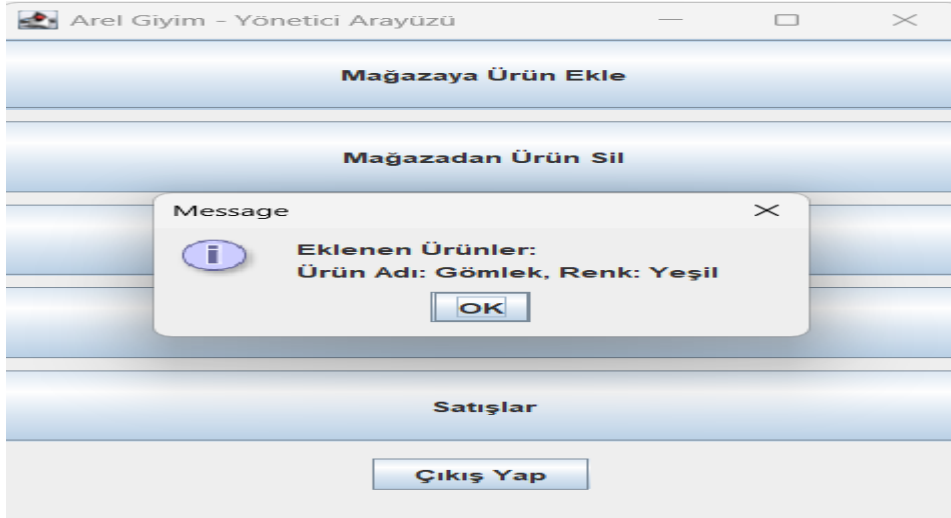 Arel Giyim - Yönetici Arayüzü
Mağazaya Ürün Ekle
Mağazadan Ürün Sil
Message
Eklenen Ürünler:
Ürün Adı: Gömlek, Renk: Yeşil
OK
Satışlar
Çıkış Yap